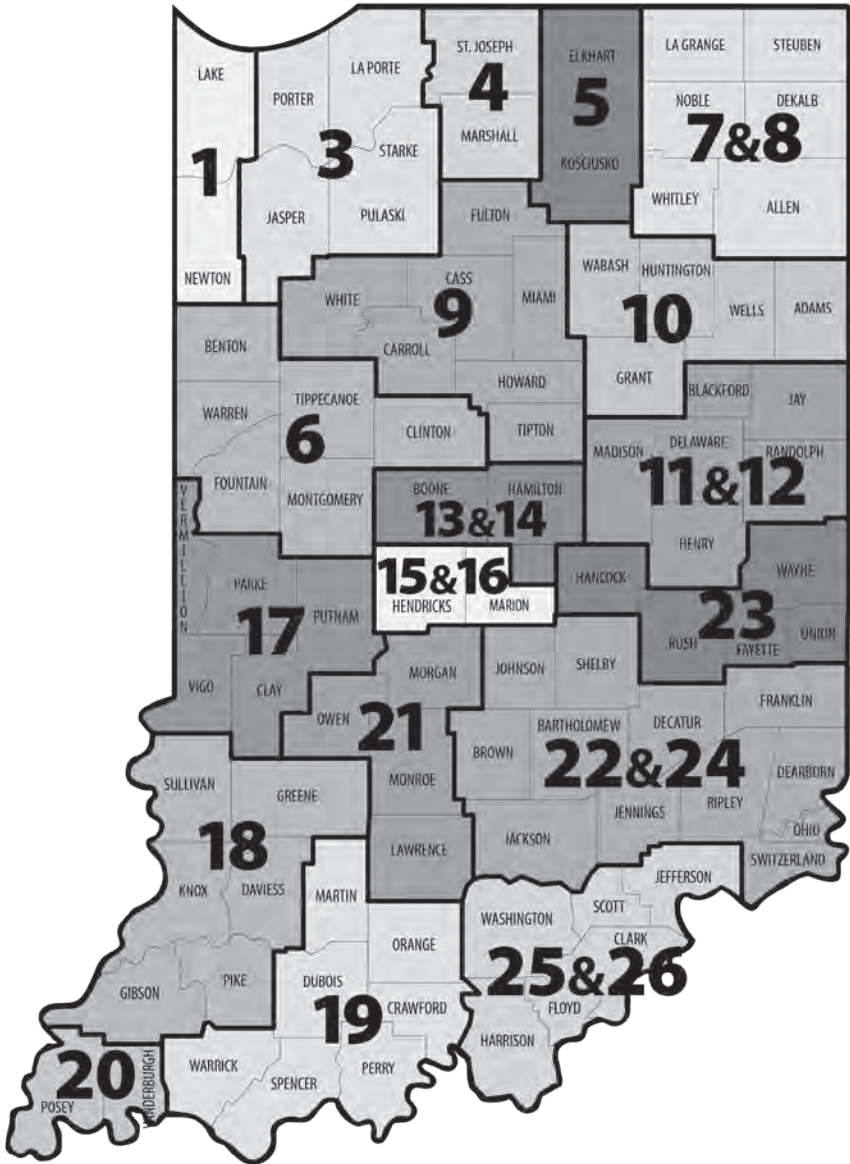 LAKE
NEWTON
1
PORTER
LA PORTE
STARKE
JASPER
PULASKI
3
ST. JOSEPH
MARSHALL
4
ELKHART
KOSCIUSKO
5
LA GRANGE
STEUBEN
NOBLE
DEKALB
7&8
WHITLEY
ALLEN
FULTON
WHITE
CASS
MIAMI
9
CARROLL
HOWARD
TIPTON
WABASH
HUNTINGTON
WELLS
ADAMS
10
GRANT
BENTON
WARREN
TIPPECANOE
CLINTON
6
FOUNTAIN
MONTGOMERY
BLACKFORD
JAY
MADISON
DELAWARE
RANDOLPH
11&12
HENRY
BOONE
HAMILTON
13&14
15&16
HENDRICKS
MARION
VERMILLION
PARKE
PUTNAM
17
VIGO
CLAY
HANCOCK
WAYNE
23
RUSH
FAYETTE
UNION
MORGAN
OWEN
21
MONROE
LAWRENCE
JOHNSON
SHELBY
FRANKLIN
BROWN
BARTHOLOMEW
DECATUR
22&24
DEARBORN
JENNINGS
RIPLEY
OHIO
JACKSON
SWITZERLAND
SULLIVAN
GREENE
18
KNOX
DAVIESS
GIBSON
PIKE
MARTIN
ORANGE
DUBOIS
CRAWFORD
19
WARRICK
SPENCER
PERRY
WASHINGTON
SCOTT
JEFFERSON
CLARK
25&26
FLOYD
HARRISON
20
POSEY
VANDERBURGH